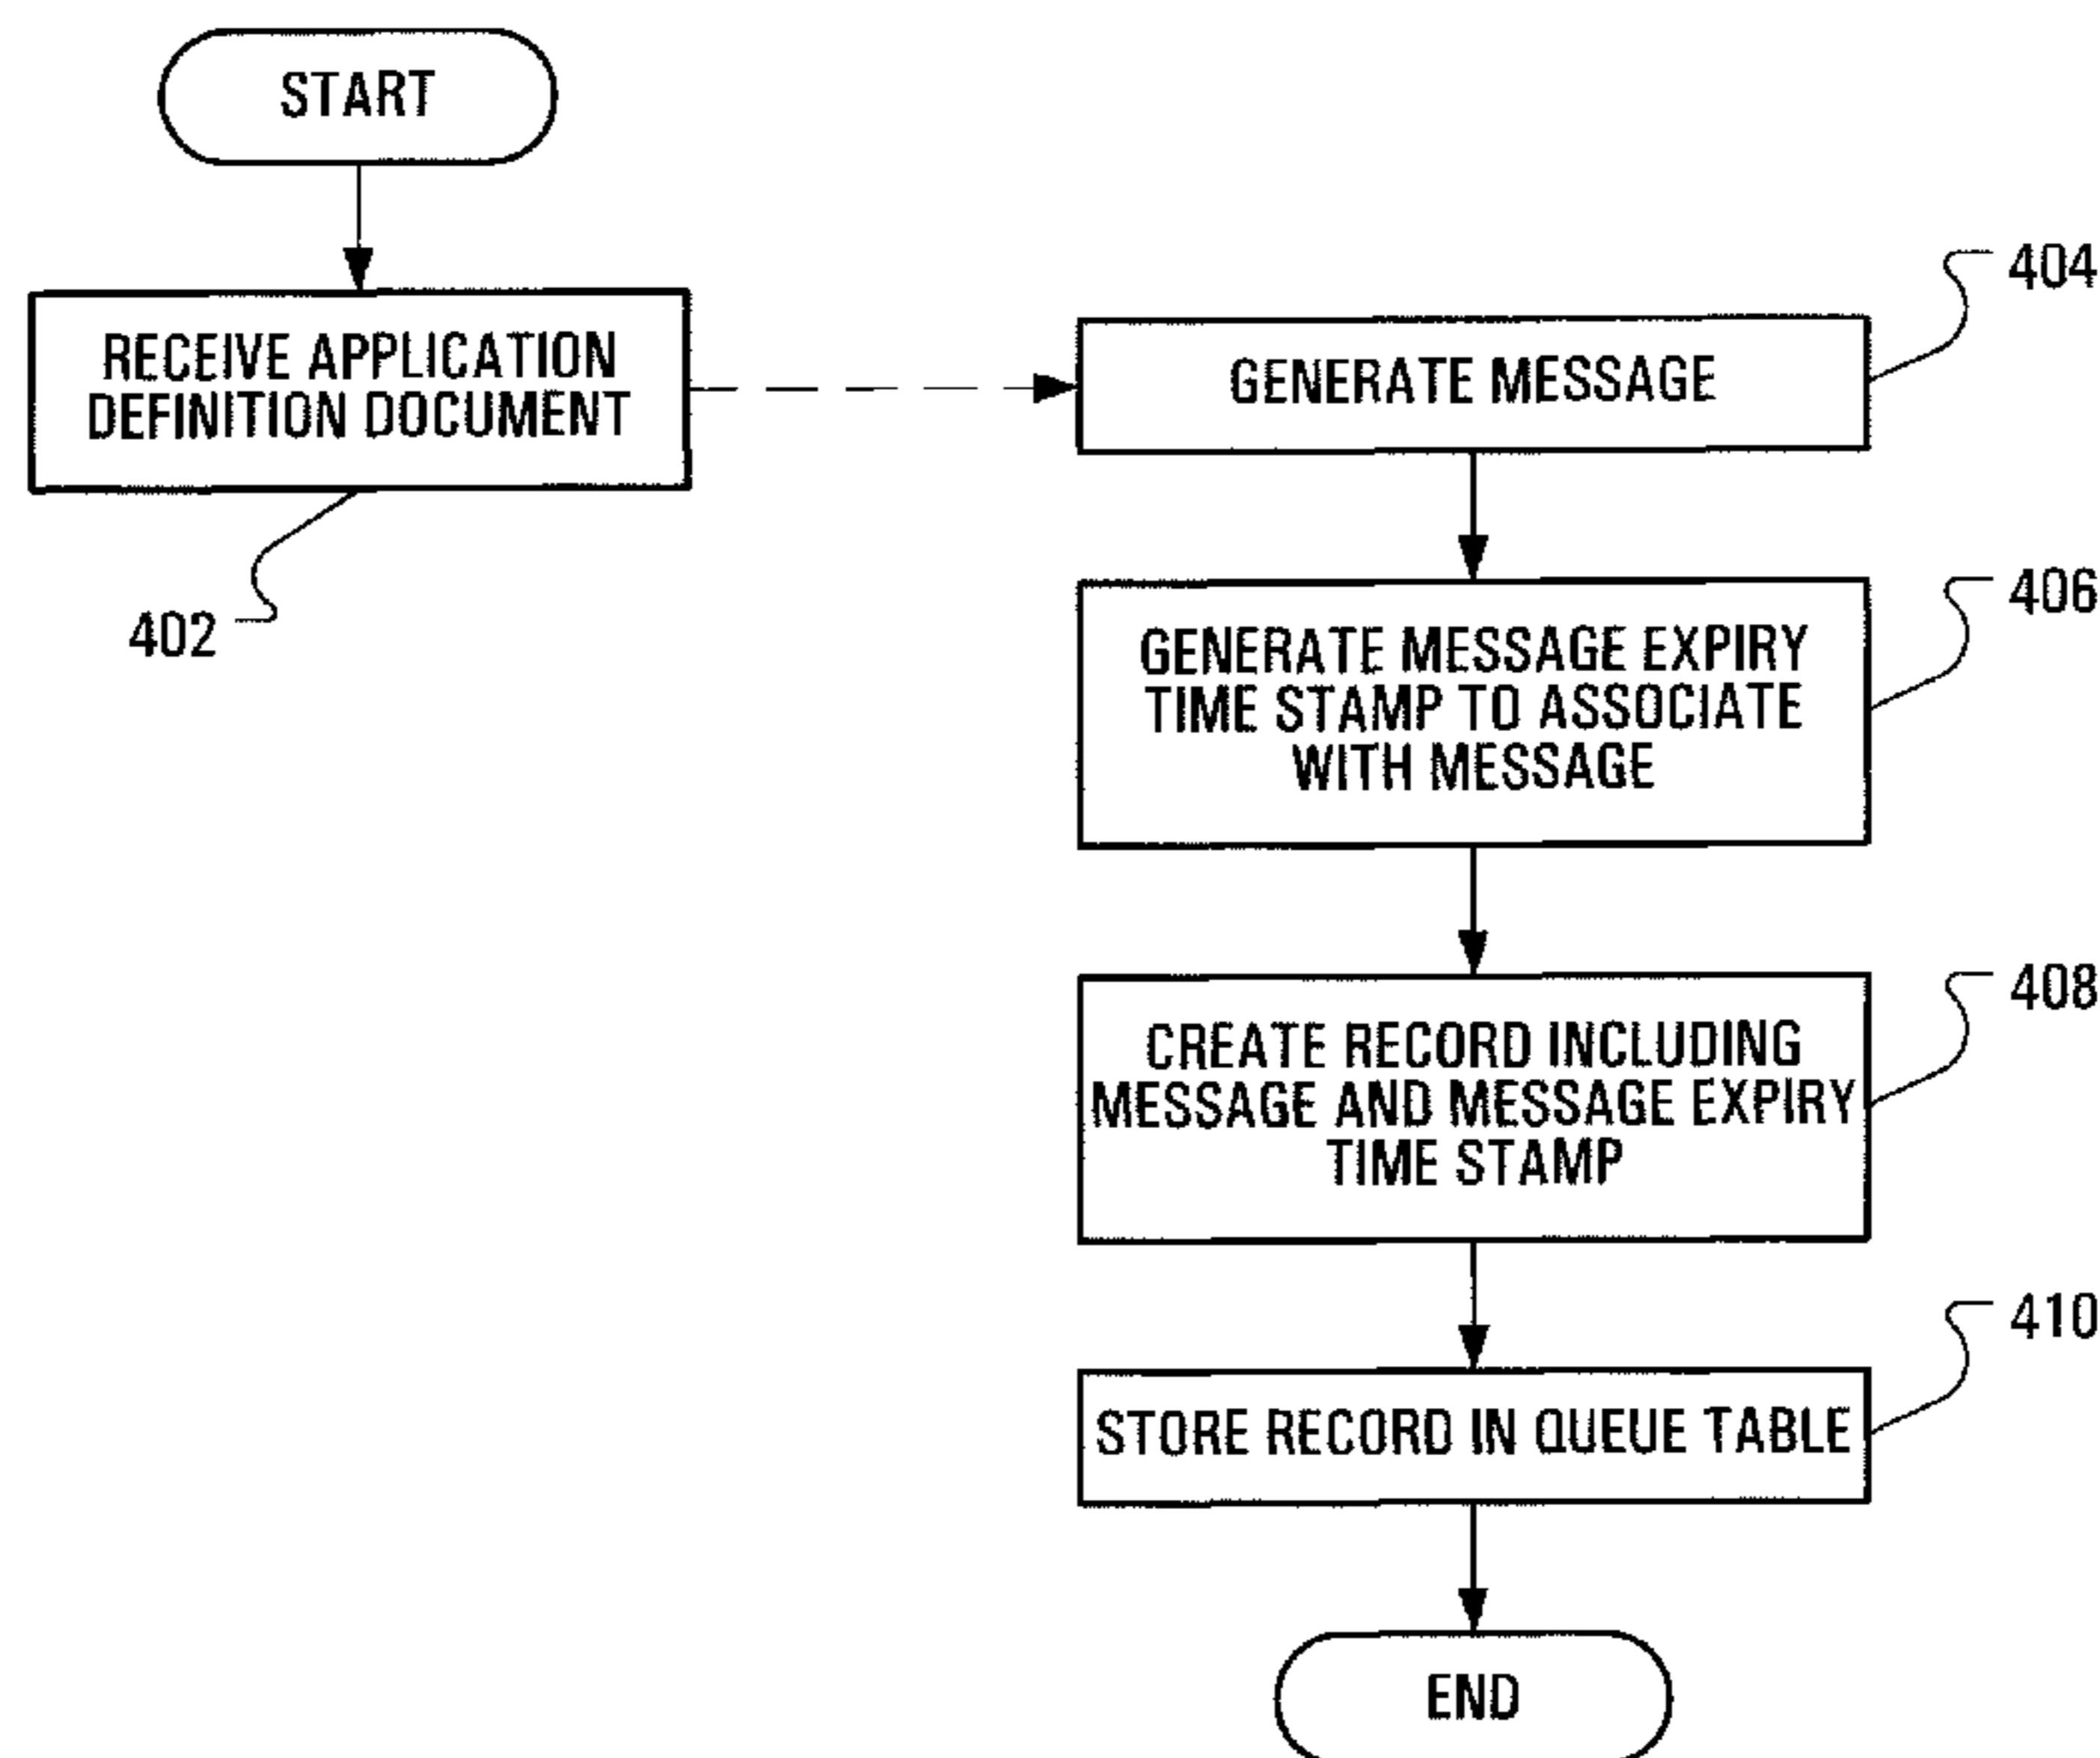 START
RECEIVE APPLICATION
DEFINITION DOCUMENT
402
GENERATE MESSAGE
404
GENERATE MESSAGE EXPIRY
TIME STAMP TO ASSOCIATE
WITH MESSAGE
406
CREATE RECORD INCLUDING
MESSAGE AND MESSAGE EXPIRY
TIME STAMP
408
STORE RECORD IN QUEUE TABLE
410
END